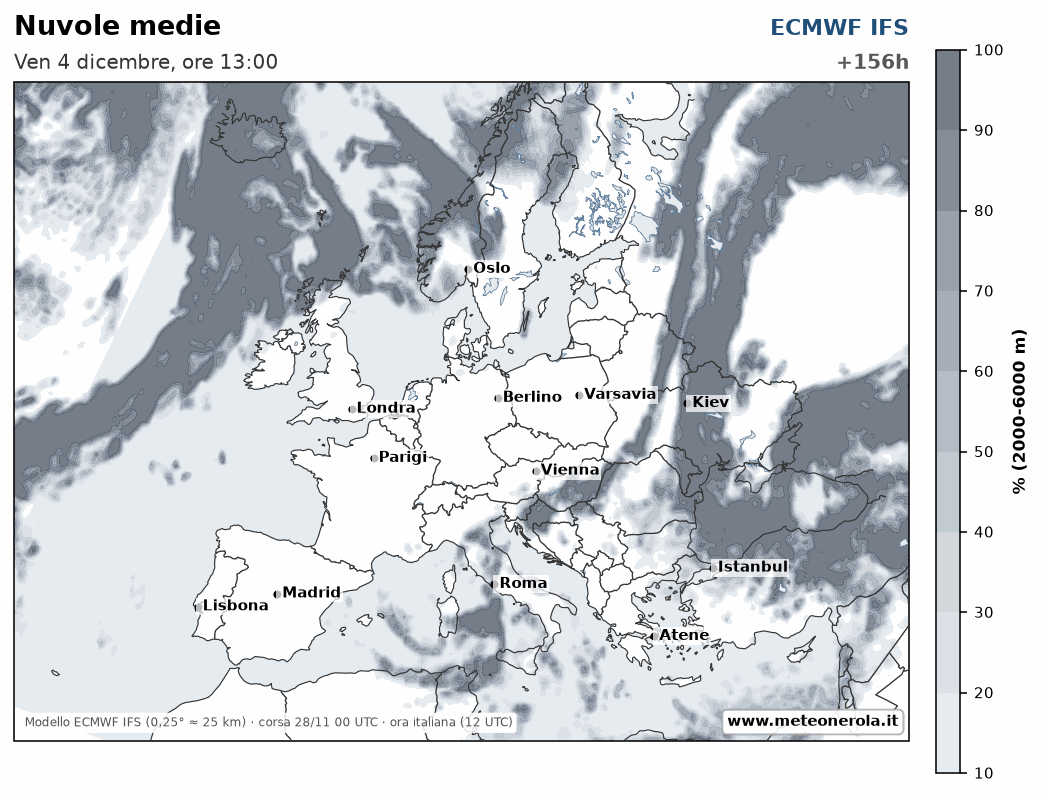 Nuvole medie
ECMWF IFS
Ven 4 dicembre, ore 13:00
+156h
Oslo
Londra
Berlino
Varsavia
Kiev
Parigi
Vienna
Istanbul
Roma
Madrid
Lisbona
Atene
Modello ECMWF IFS (0,25° ≈ 25 km) · corsa 28/11 00 UTC · ora italiana (12 UTC)
www.meteonerola.it
100
90
80
70
60
50
40
30
20
10
% (2000-6000 m)